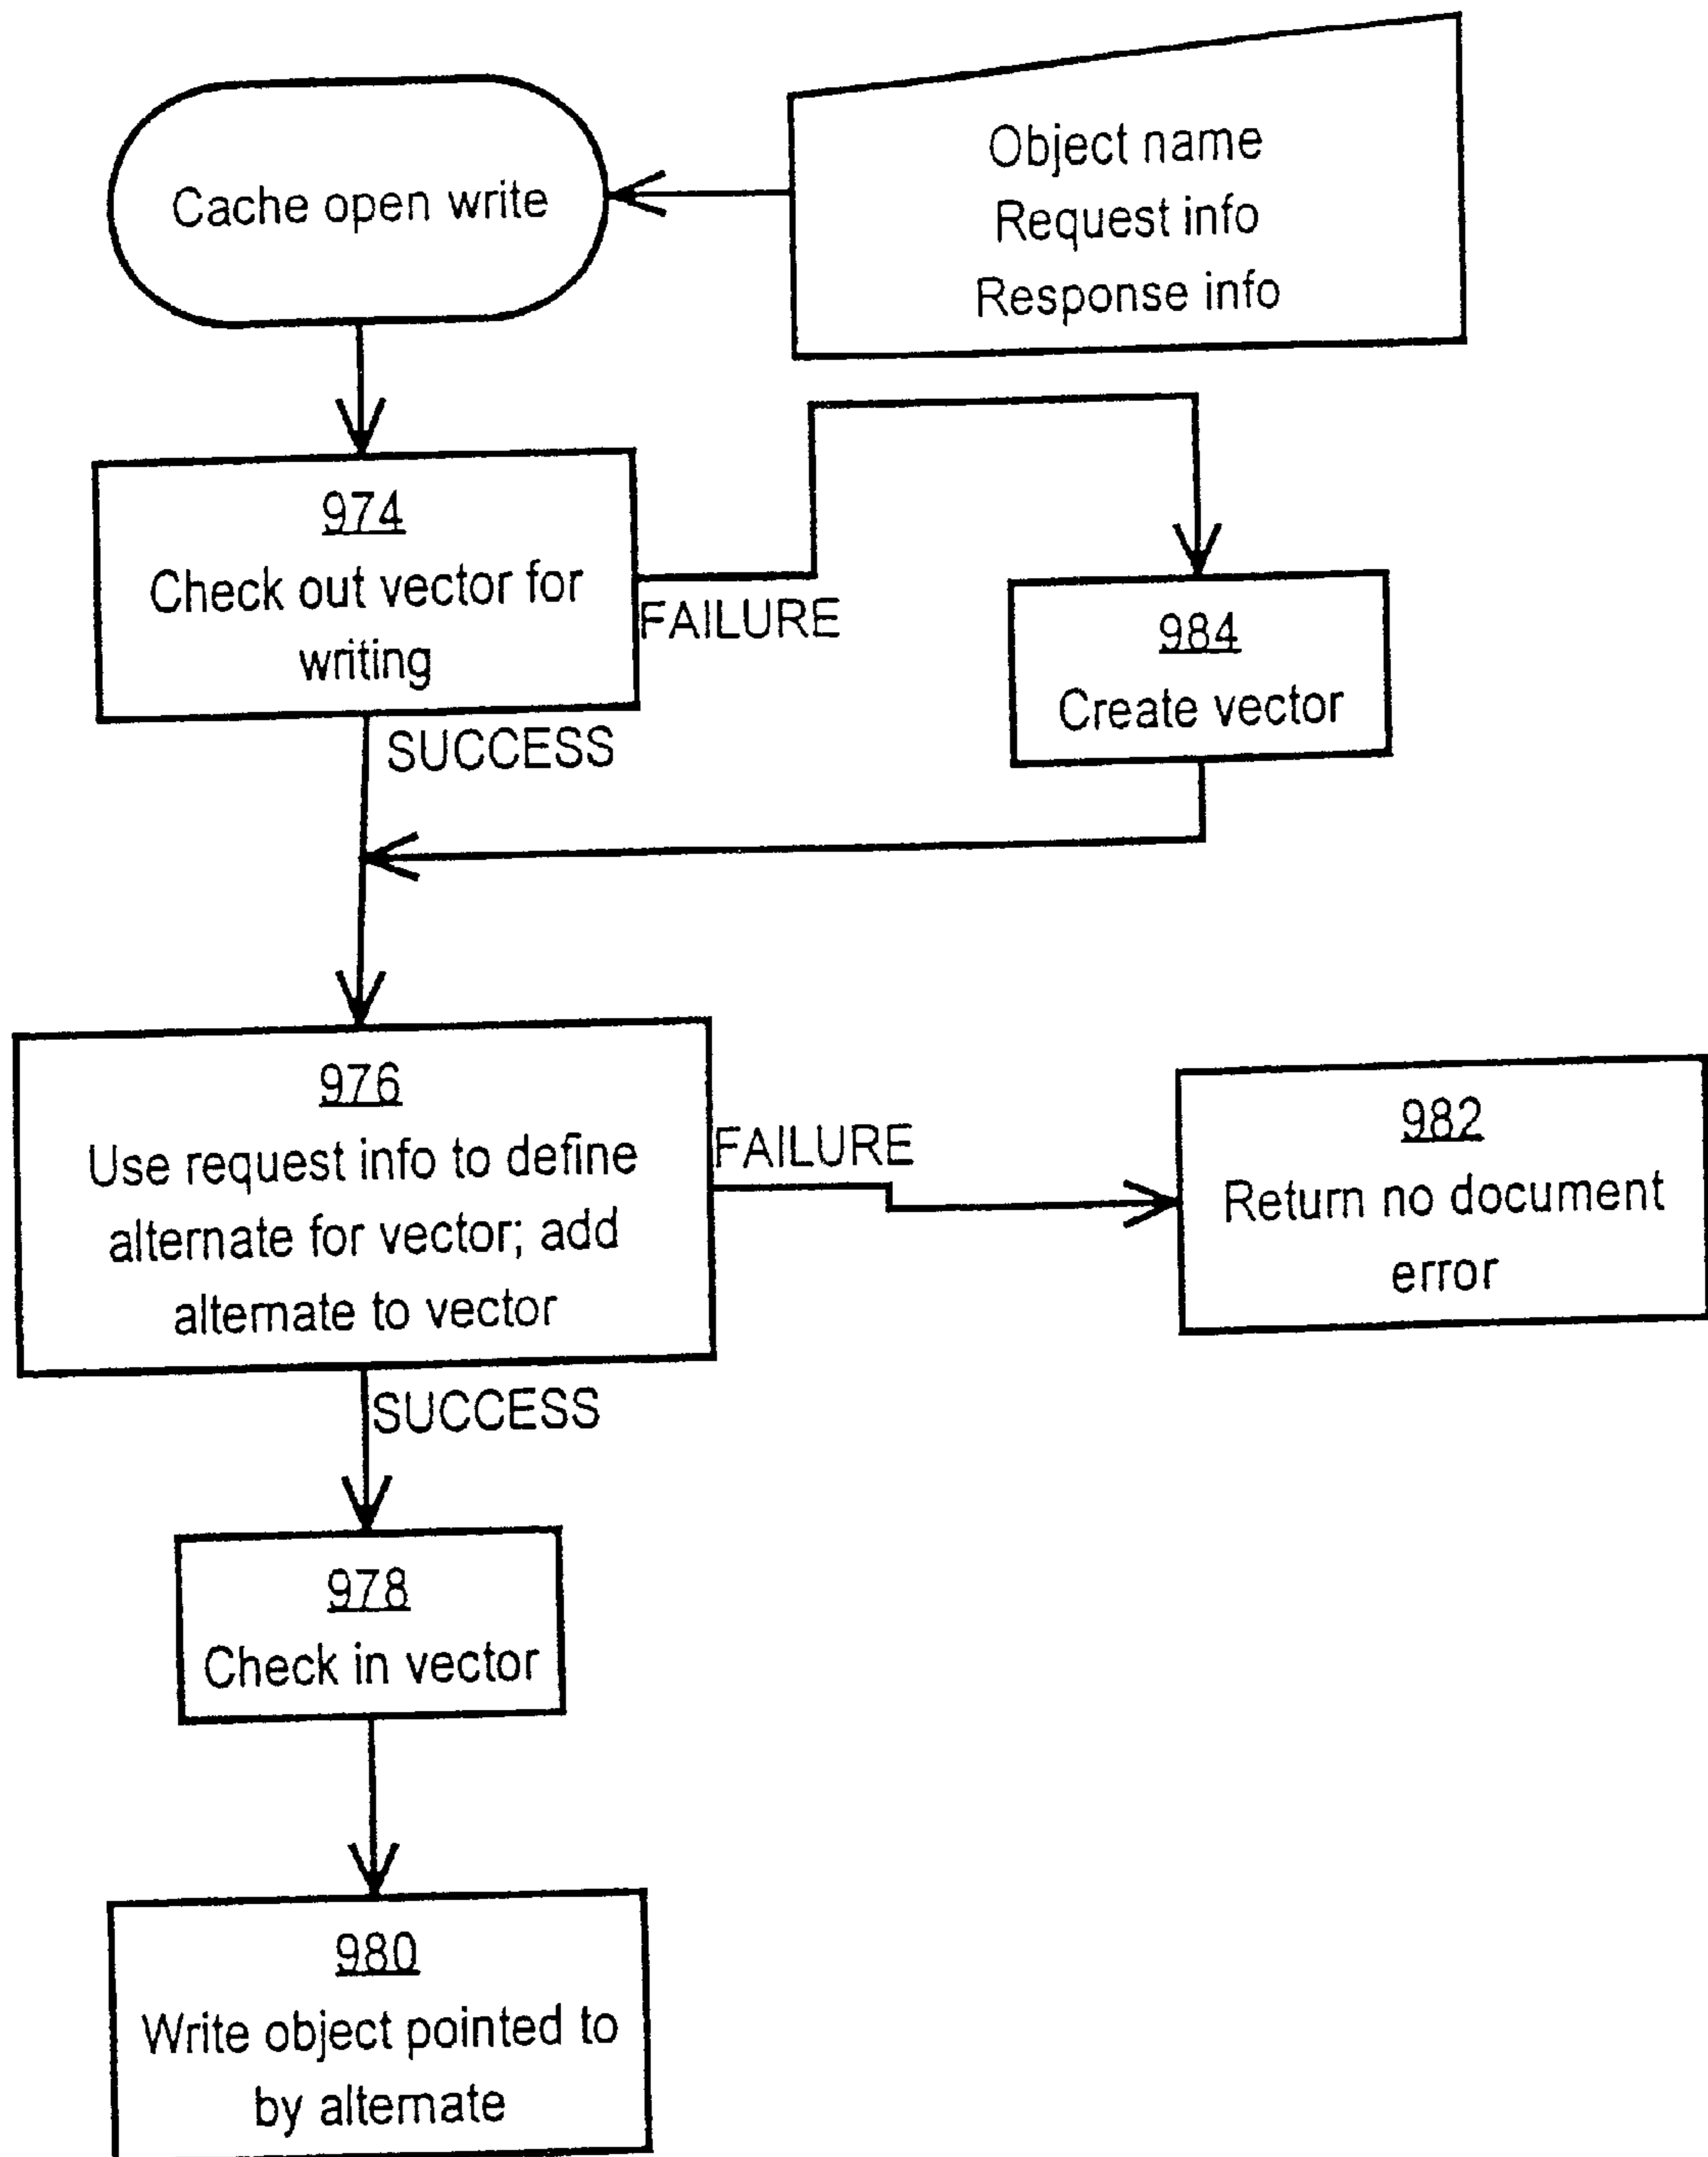 Cache open write
Object name
Request info
Response info
974
Check out vector for
writing
FAILURE
SUCCESS
984
Create vector
976
Use request info to define
alternate for vector; add
alternate to vector
FAILURE
SUCCESS
982
Return no document
error
978
Check in vector
980
Write object pointed to
by alternate